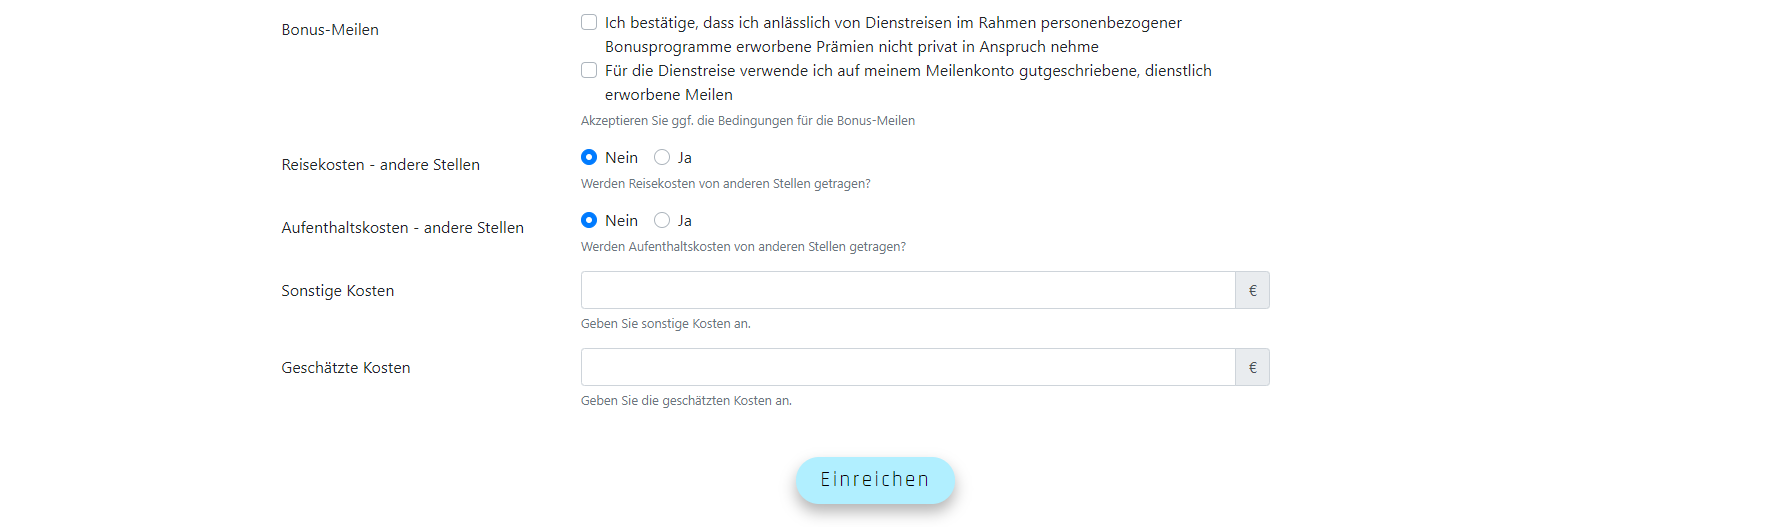 Bonus-Meilen
Ich bestätige, dass ich anlässlich von Dienstreisen im Rahmen personenbezogener
Bonusprogramme erworbene Prämien nicht privat in Anspruch nehme
Für die Dienstreise verwende ich auf meinem Meilenkonto gutgeschriebene, dienstlich
erworbene Meilen
Akzeptieren Sie ggf. die Bedingungen für die Bonus-Meilen
Reisekosten - andere Stellen
Nein Ja
Werden Reisekosten von anderen Stellen getragen?
Aufenthaltskosten - andere Stellen
Nein Ja
Werden Aufenthaltskosten von anderen Stellen getragen?
Sonstige Kosten
€
Geben Sie sonstige Kosten an.
Geschätzte Kosten
€
Geben Sie die geschätzten Kosten an.
Einreichen